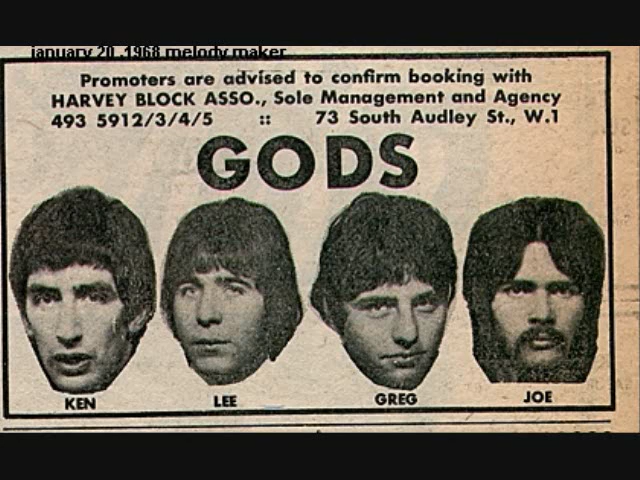 january 20 ,1968 melody maker
Promoters are advised to confirm booking with
HARVEY BLOCK ASSO., Sole Management and Agency
493 5912/3/4/5 :: 73 South Audley St., W.1
GODS
KEN LEE GREG JOE